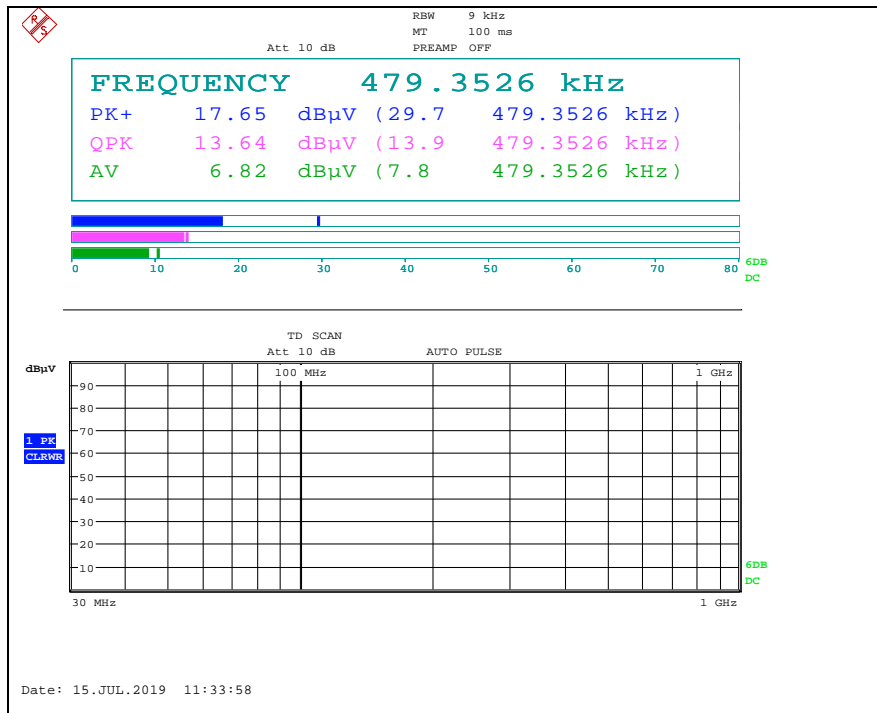 R S
RBW 9 kHz
MT 100 ms
Att 10 dB PREAMP OFF
FREQUENCY 479.3526 kHz
PK+ 17.65 dBµV (29.7 479.3526 kHz)
QPK 13.64 dBµV (13.9 479.3526 kHz)
AV 6.82 dBµV (7.8 479.3526 kHz)
0 10 20 30 40 50 60 70 80
6DB
DC
TD SCAN
Att 10 dB AUTO PULSE
dBµV
100 MHz 1 GHz
90
80
70
1 PK
60
CLRWR
50
40
30
20
10
6DB
DC
30 MHz 1 GHz
Date: 15.JUL.2019 11:33:58